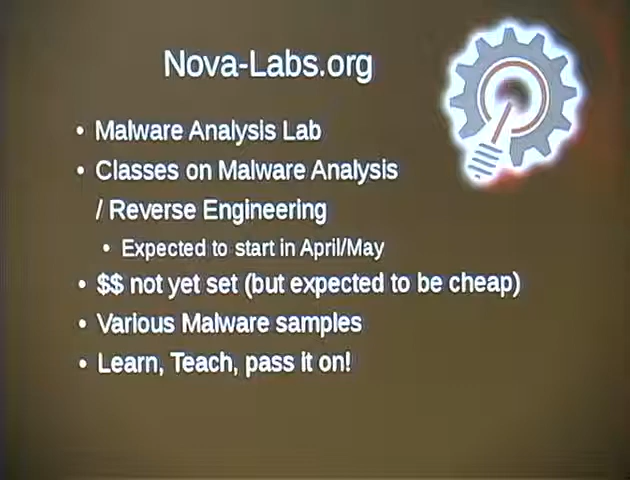 Nova-Labs.org
• Malware Analysis Lab
• Classes on Malware Analysis
/ Reverse Engineering
• Expected to start in April/May
• $$ not yet set (but expected to be cheap)
• Various Malware samples
• Learn, Teach, pass it on!